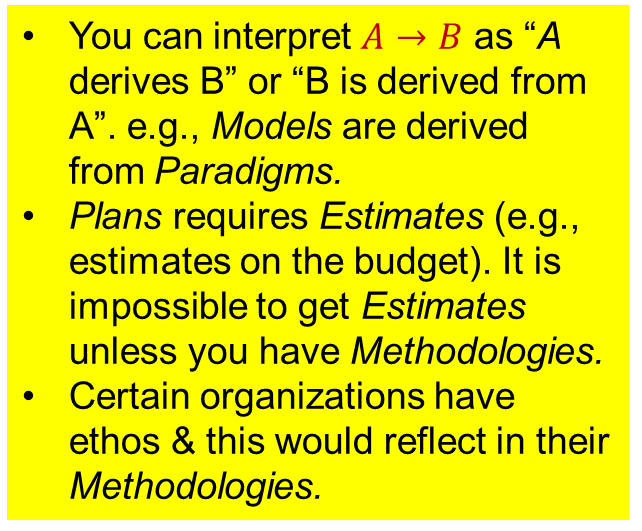 • You can interpret A → B as “A
derives B” or “B is derived from
A”. e.g., Models are derived
from Paradigms.
• Plans requires Estimates (e.g.,
estimates on the budget). It is
impossible to get Estimates
unless you have Methodologies.
• Certain organizations have
ethos & this would reflect in their
Methodologies.